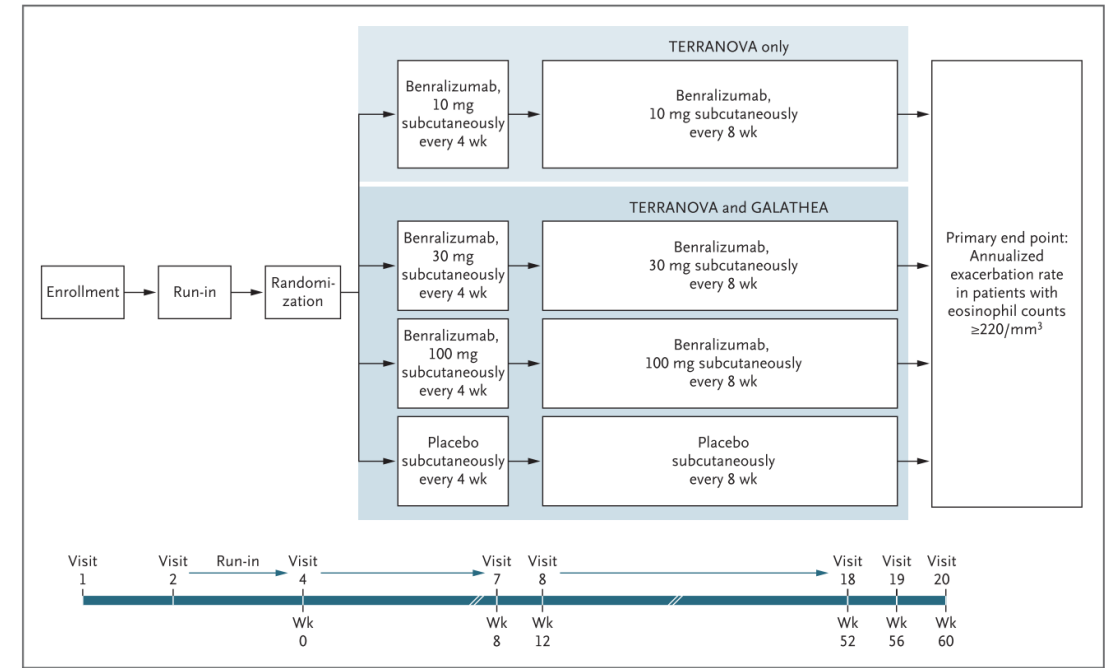 TERRANOVA only
Benralizumab,
10 mg
subcutaneously
every 4 wk
Benralizumab,
10 mg subcutaneously
every 8 wk
TERRANOVA and GALATHEA
Enrollment
Run-in
Randomi-
zation
Benralizumab,
30 mg
subcutaneously
every 4 wk
Benralizumab,
30 mg subcutaneously
every 8 wk
Benralizumab,
100 mg
subcutaneously
every 4 wk
Benralizumab,
100 mg subcutaneously
every 8 wk
Placebo
subcutaneously
every 4 wk
Placebo
subcutaneously
every 8 wk
Primary end point:
Annualized
exacerbation rate
in patients with
eosinophil counts
≥220/mm³
Visit
1
Visit
2
Run-in
Visit
4
Visit
7
Visit
8
Visit
18
Visit
19
Visit
20
Wk
0
Wk
8
Wk
12
Wk
52
Wk
56
Wk
60